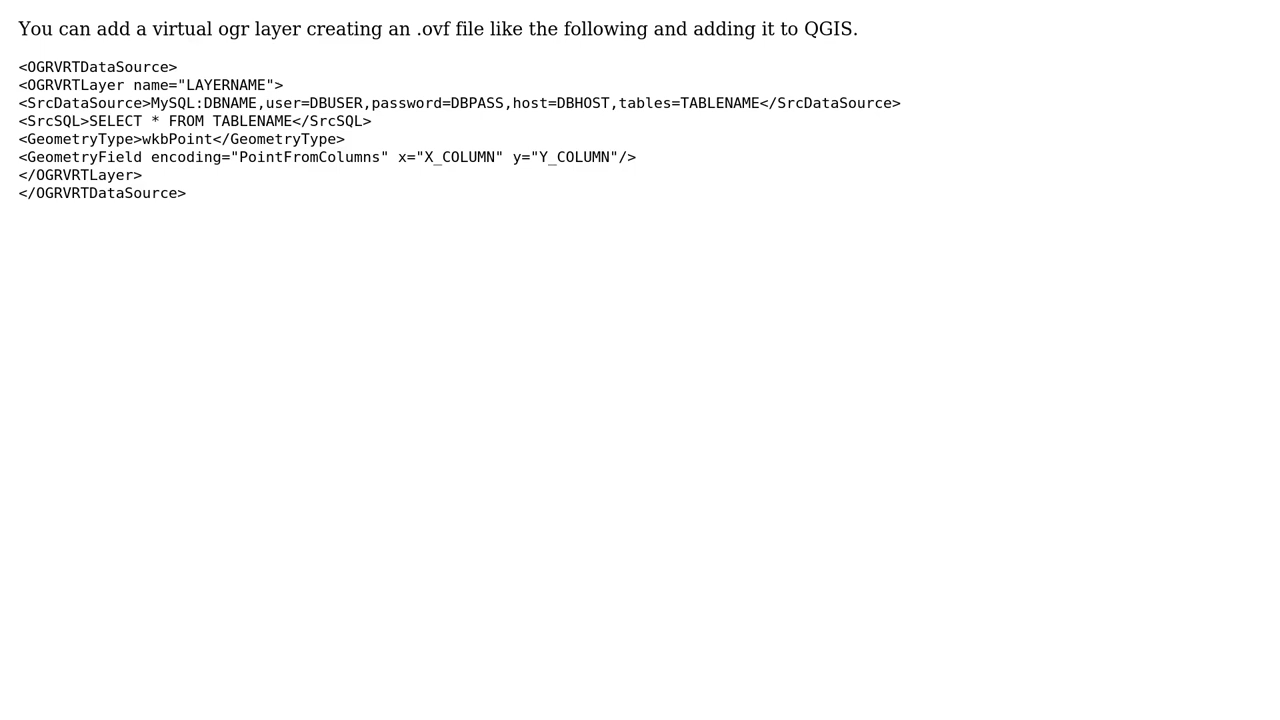 You can add a virtual ogr layer creating an .ovf file like the following and adding it to QGIS.
<OGRVRTDataSource>
<OGRVRTLayer name="LAYERNAME">
<SrcDataSource>MySQL:DBNAME,user=DBUSER,password=DBPASS,host=DBHOST,tables=TABLENAME</SrcDataSource>
<SrcSQL>SELECT * FROM TABLENAME</SrcSQL>
<GeometryType>wkbPoint</GeometryType>
<GeometryField encoding="PointFromColumns" x="X_COLUMN" y="Y_COLUMN"/>
</OGRVRTLayer>
</OGRVRTDataSource>